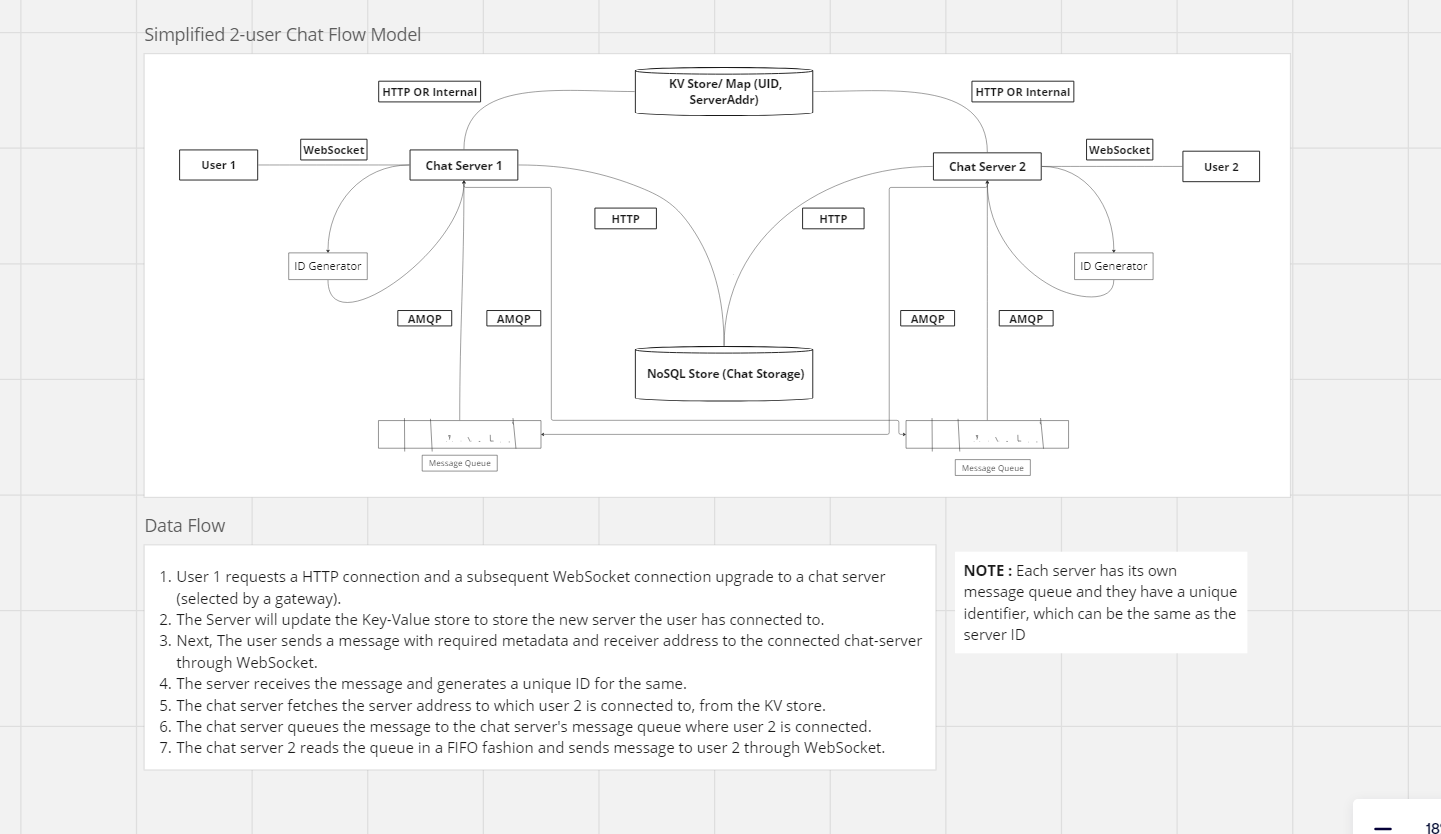 Simplified 2-user Chat Flow Model
KV Store/ Map (UID,
ServerAddr)
HTTP OR Internal
HTTP OR Internal
WebSocket
WebSocket
User 1
Chat Server 1
Chat Server 2
User 2
HTTP
HTTP
ID Generator
ID Generator
AMQP
AMQP
AMQP
AMQP
NoSQL Store (Chat Storage)
Message Queue
Message Queue
Data Flow
1. User 1 requests a HTTP connection and a subsequent WebSocket connection upgrade to a chat server
(selected by a gateway).
2. The Server will update the Key-Value store to store the new server the user has connected to.
3. Next, The user sends a message with required metadata and receiver address to the connected chat-server
through WebSocket.
4. The server receives the message and generates a unique ID for the same.
5. The chat server fetches the server address to which user 2 is connected to, from the KV store.
6. The chat server queues the message to the chat server's message queue where user 2 is connected.
7. The chat server 2 reads the queue in a FIFO fashion and sends message to user 2 through WebSocket.
NOTE : Each server has its own
message queue and they have a unique
identifier, which can be the same as the
server ID